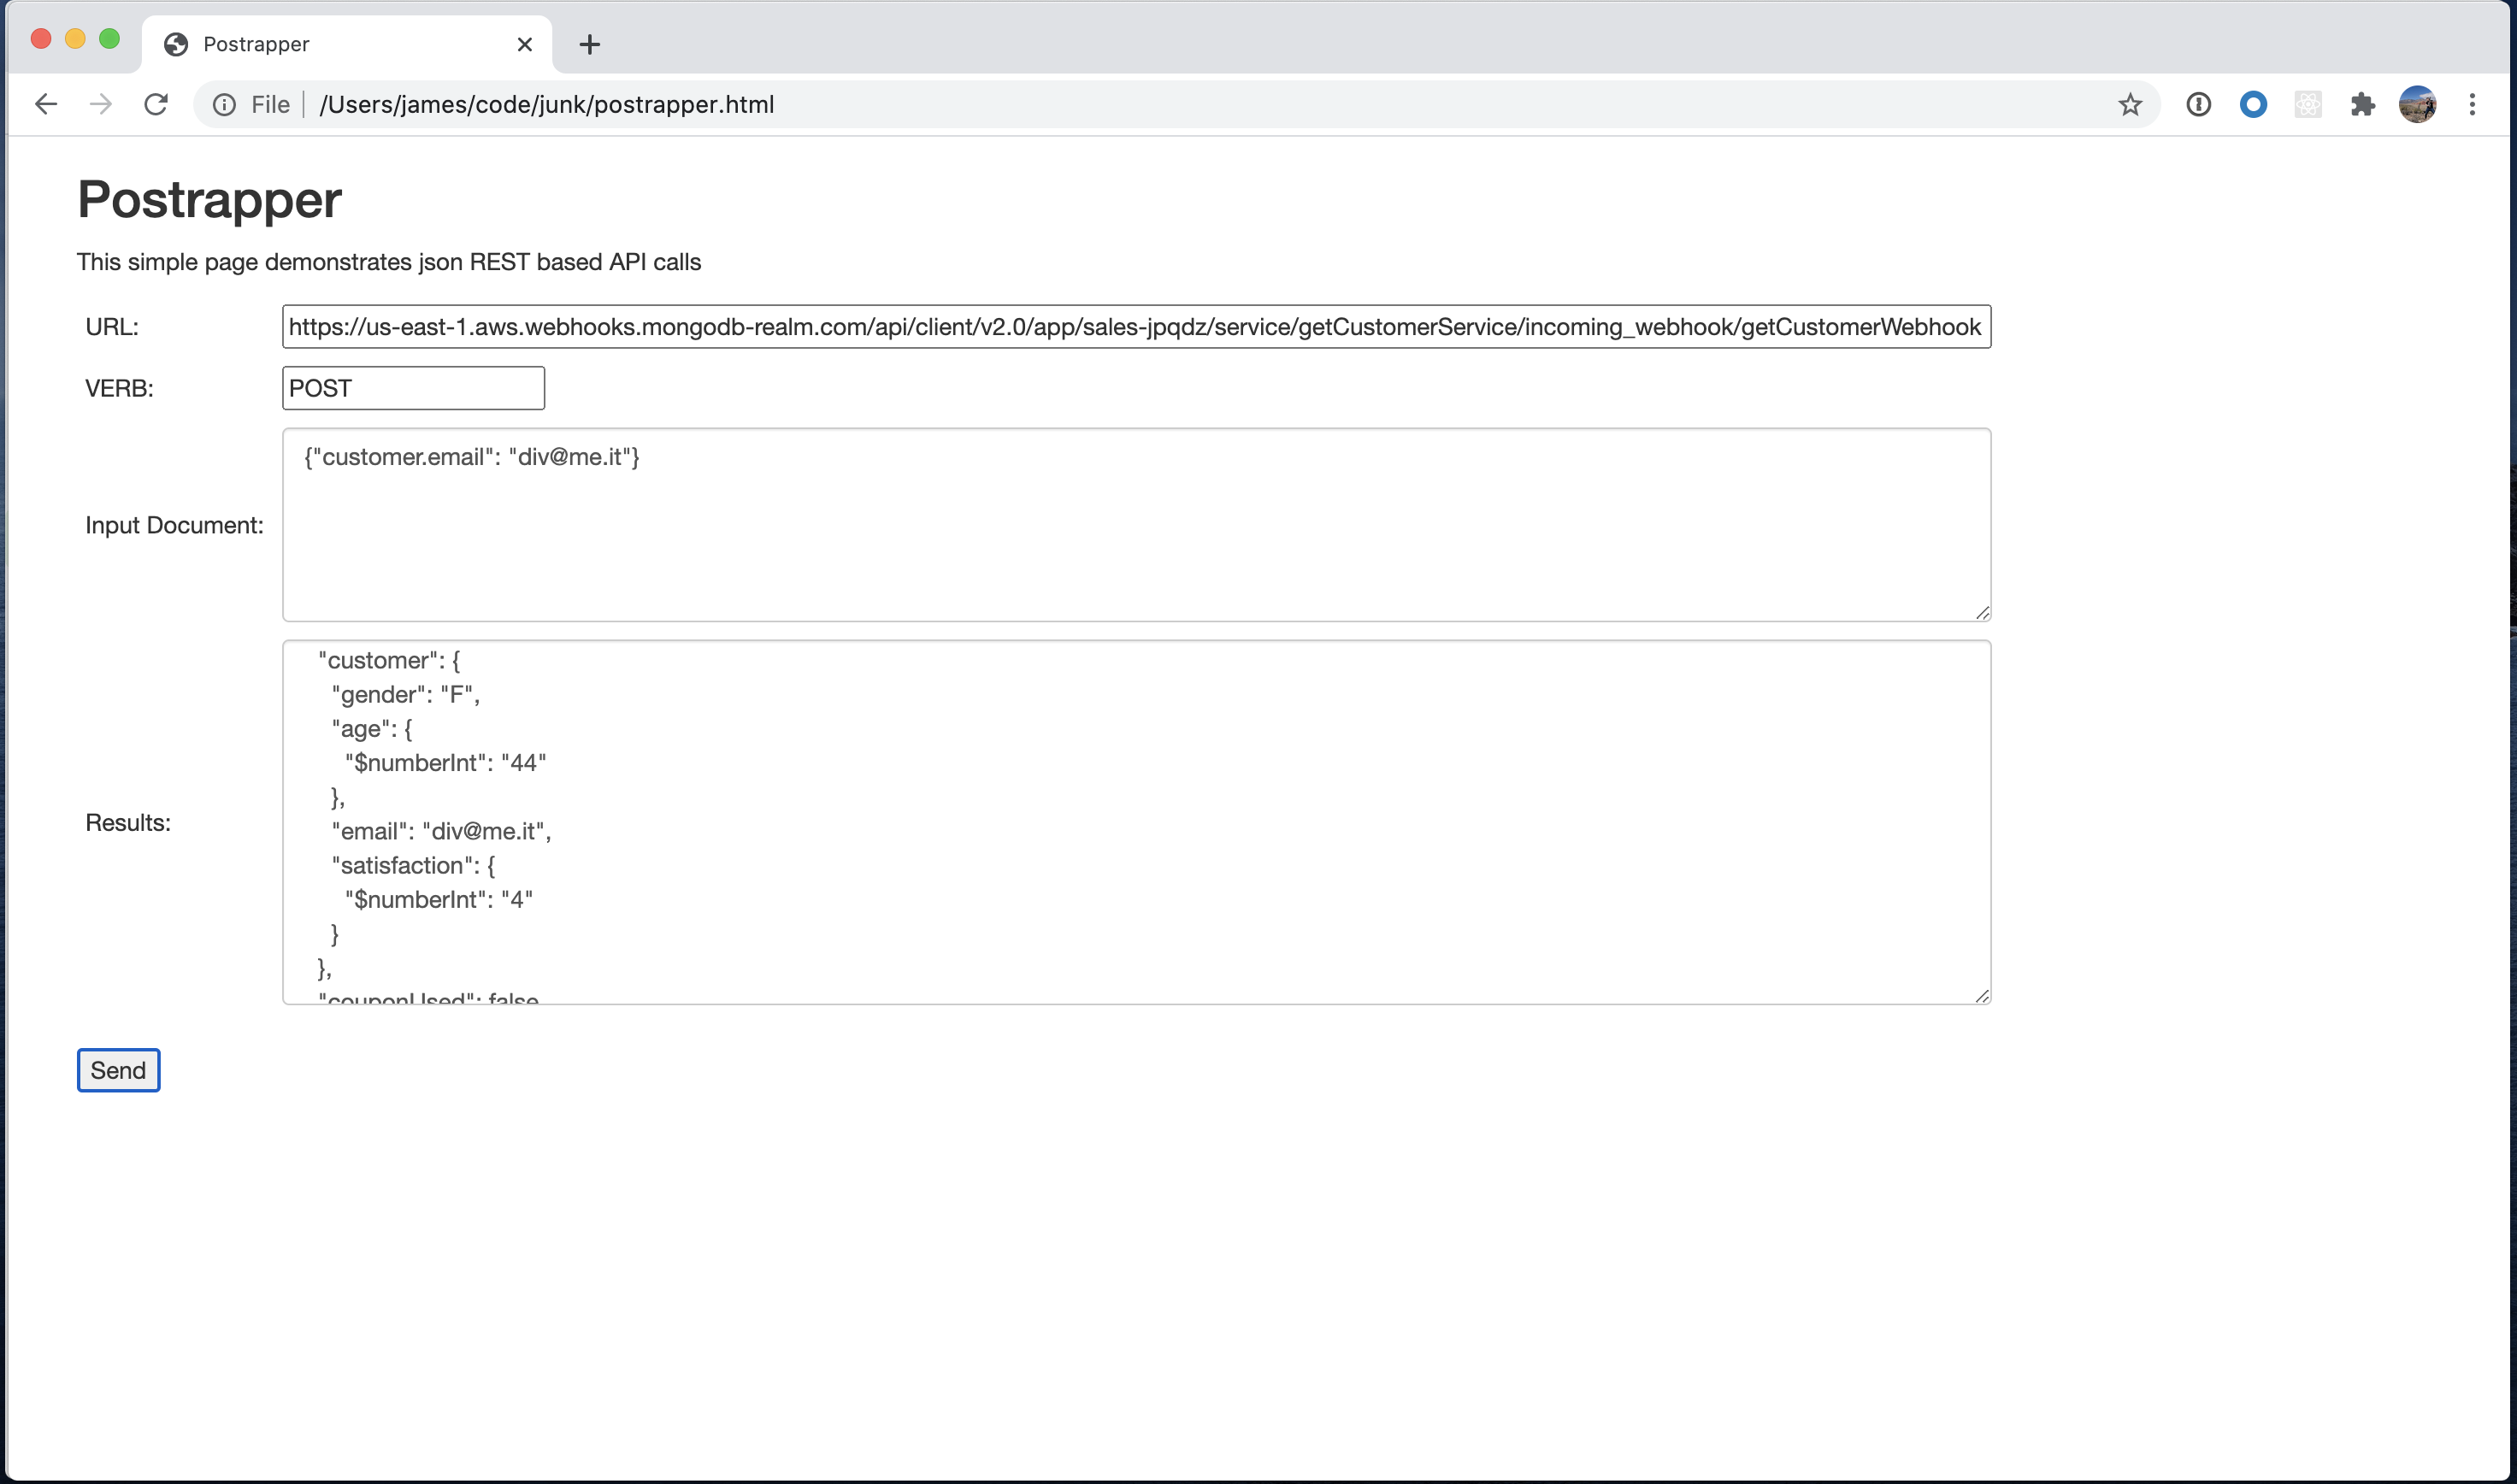 Postrapper
File /Users/james/code/junk/postrapper.html
Postrapper
This simple page demonstrates json REST based API calls
URL: https://us-east-1.aws.webhooks.mongodb-realm.com/api/client/v2.0/app/sales-jpqdz/service/getCustomerService/incoming_webhook/getCustomerWebhook
VERB: POST
Input Document:
{"customer.email": "div@me.it"}
Results:
"customer": {
"gender": "F",
"age": {
"$numberInt": "44"
},
"email": "div@me.it",
"satisfaction": {
"$numberInt": "4"
}
},
"couponUsed": false
Send